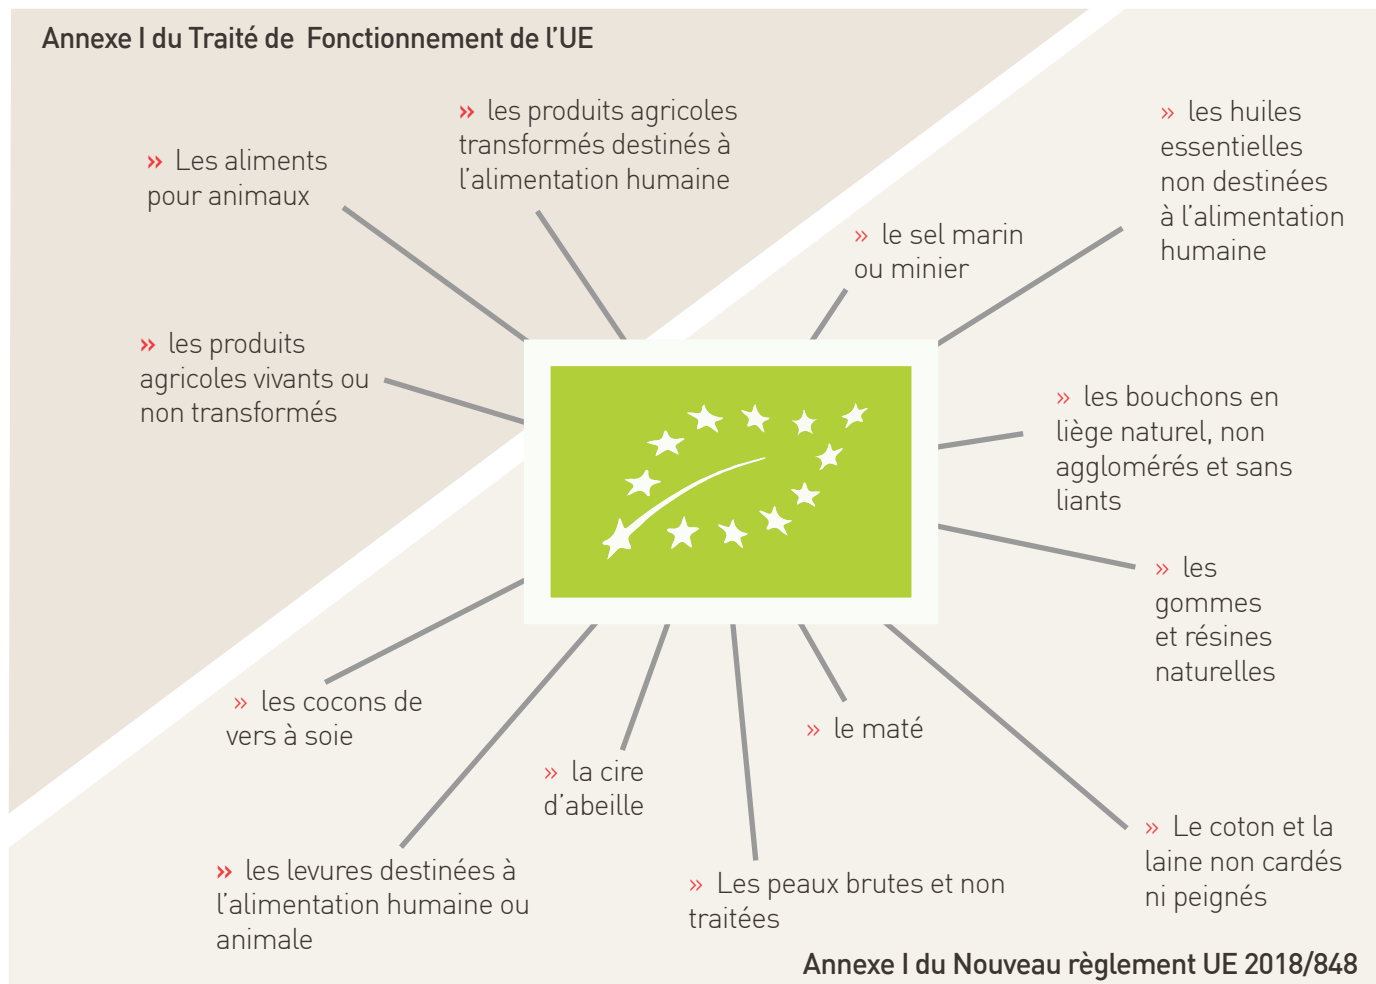 Annexe I du Traité de Fonctionnement de l'UE
» les produits agricoles
transformés destinés à
l'alimentation humaine
» Les aliments
pour animaux
» les produits
agricoles vivants ou
non transformés
» les huiles
essentielles
non destinées
à l'alimentation
humaine
» le sel marin
ou minier
» les bouchons en
liège naturel, non
agglomérés et sans
liants
» les
gommes
et résines
naturelles
» les cocons de
vers à soie
» le maté
» la cire
d'abeille
» Le coton et la
laine non cardés
ni peignés
» les levures destinées à
l'alimentation humaine ou
animale
» Les peaux brutes et non
traitées
Annexe I du Nouveau règlement UE 2018/848